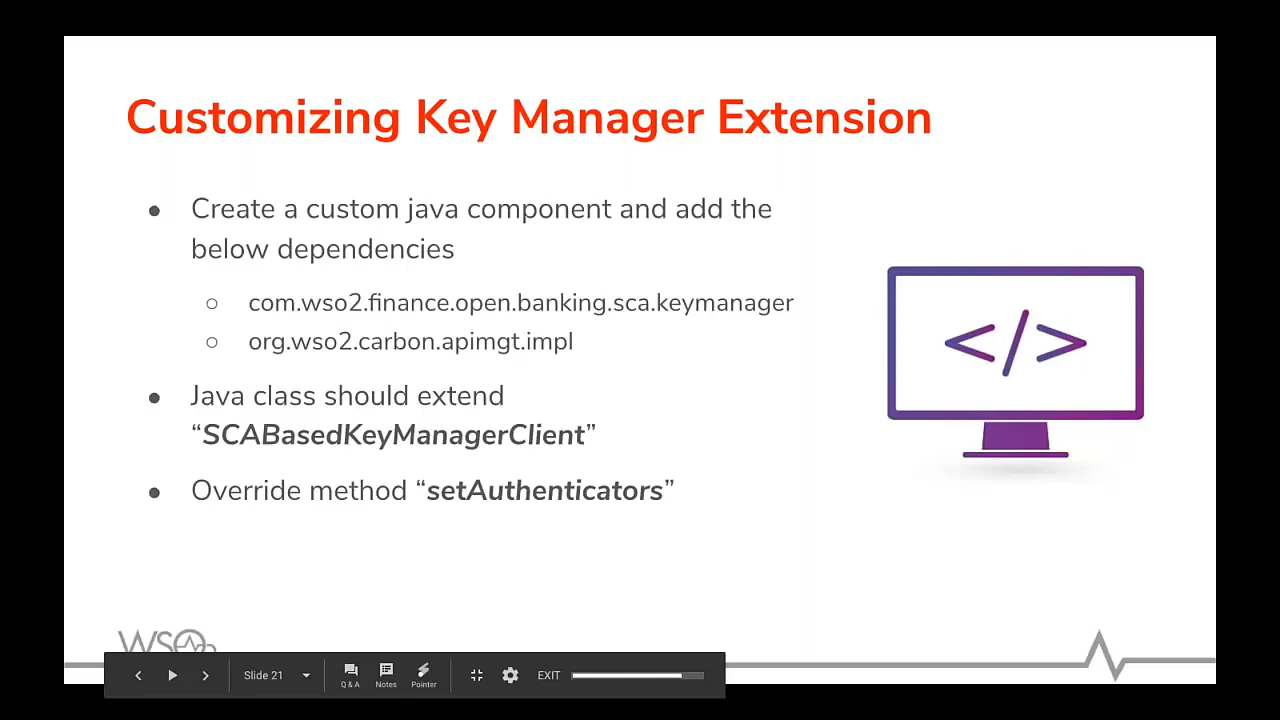 Customizing Key Manager Extension
● Create a custom java component and add the
below dependencies
○ com.wso2.finance.open.banking.sca.keymanager
○ org.wso2.carbon.apimgt.impl
● Java class should extend
“SCABasedKeyManagerClient”
● Override method “setAuthenticators”
</>
WSO2
Slide 21
Q & A Notes Pointer
EXIT